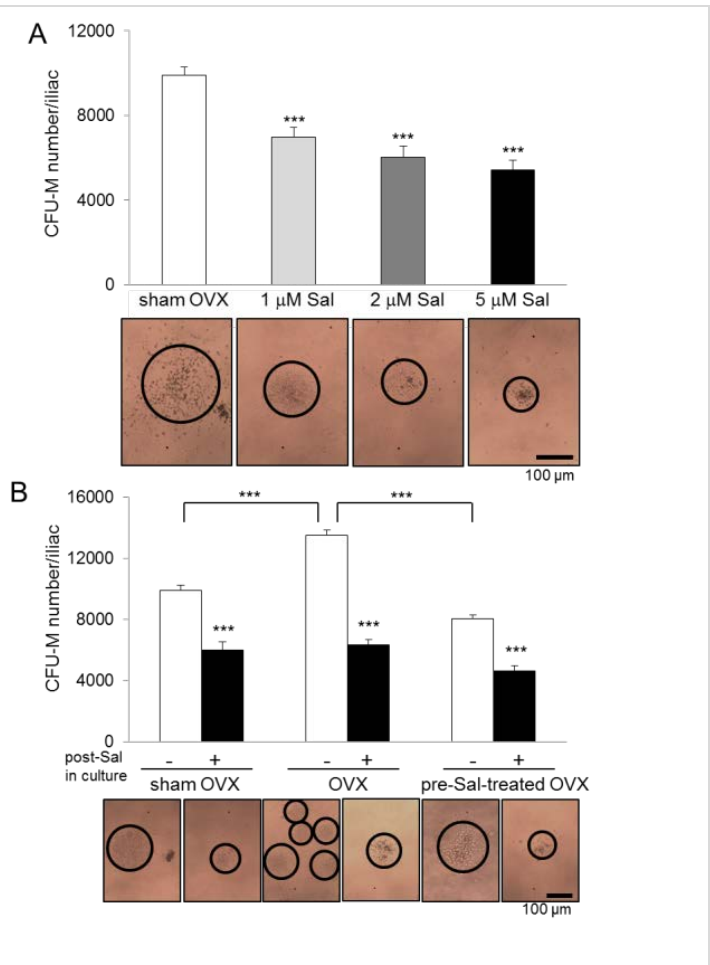 A
12000
8000
4000
0
CFU-M number/iliac
***
***
***
sham OVX 1 μM Sal 2 μM Sal 5 μM Sal
100 μm
B
16000
12000
8000
4000
0
CFU-M number/iliac
*** ***
***
***
***
post-Sal in culture - + - + - +
sham OVX OVX pre-Sal-treated OVX
100 μm